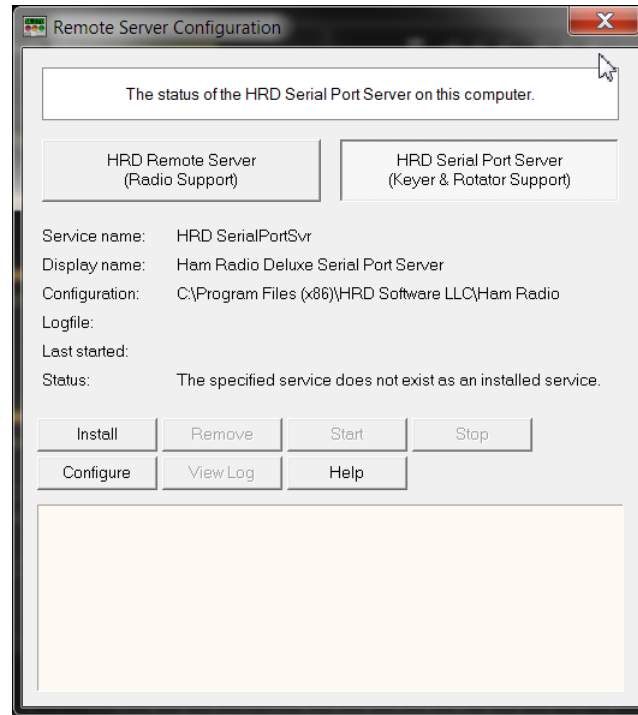 Remote Server Configuration
The status of the HRD Serial Port Server on this computer.
HRD Remote Server
(Radio Support)
HRD Serial Port Server
(Keyer & Rotator Support)
Service name: HRD SerialPortSvr
Display name: Ham Radio Deluxe Serial Port Server
Configuration: C:\Program Files (x86)\HRD Software LLC\Ham Radio
Logfile:
Last started:
Status: The specified service does not exist as an installed service.
Install Remove Start Stop
Configure View Log Help